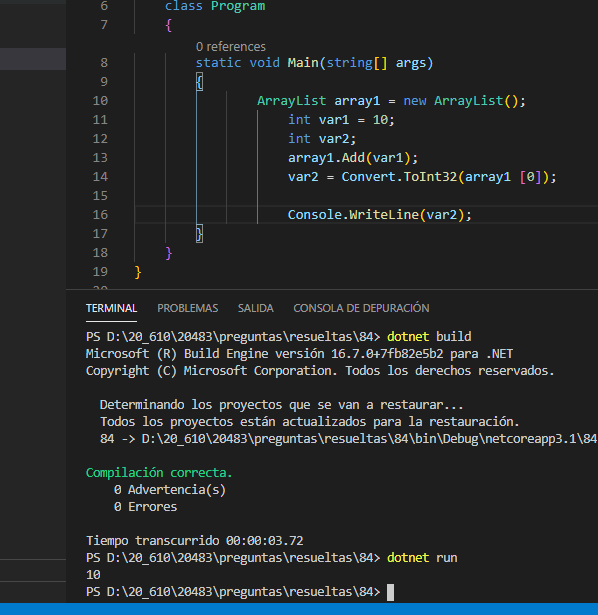 6 class Program
7 {
0 references
8 static void Main(string[] args)
9 {
10 ArrayList array1 = new ArrayList();
11 int var1 = 10;
12 int var2;
13 array1.Add(var1);
14 var2 = Convert.ToInt32(array1 [0]);
15
16 Console.WriteLine(var2);
17 }
18 }
19 }
TERMINAL PROBLEMAS SALIDA CONSOLA DE DEPURACIÓN
PS D:\20_610\20483\preguntas\resueltas\84> dotnet build
Microsoft (R) Build Engine versión 16.7.0+7fb82e5b2 para .NET
Copyright (C) Microsoft Corporation. Todos los derechos reservados.
Determinando los proyectos que se van a restaurar...
Todos los proyectos están actualizados para la restauración.
84 -> D:\20_610\20483\preguntas\resueltas\84\bin\Debug\netcoreapp3.1\84
Compilación correcta.
0 Advertencia(s)
0 Errores
Tiempo transcurrido 00:00:03.72
PS D:\20_610\20483\preguntas\resueltas\84> dotnet run
10
PS D:\20_610\20483\preguntas\resueltas\84>